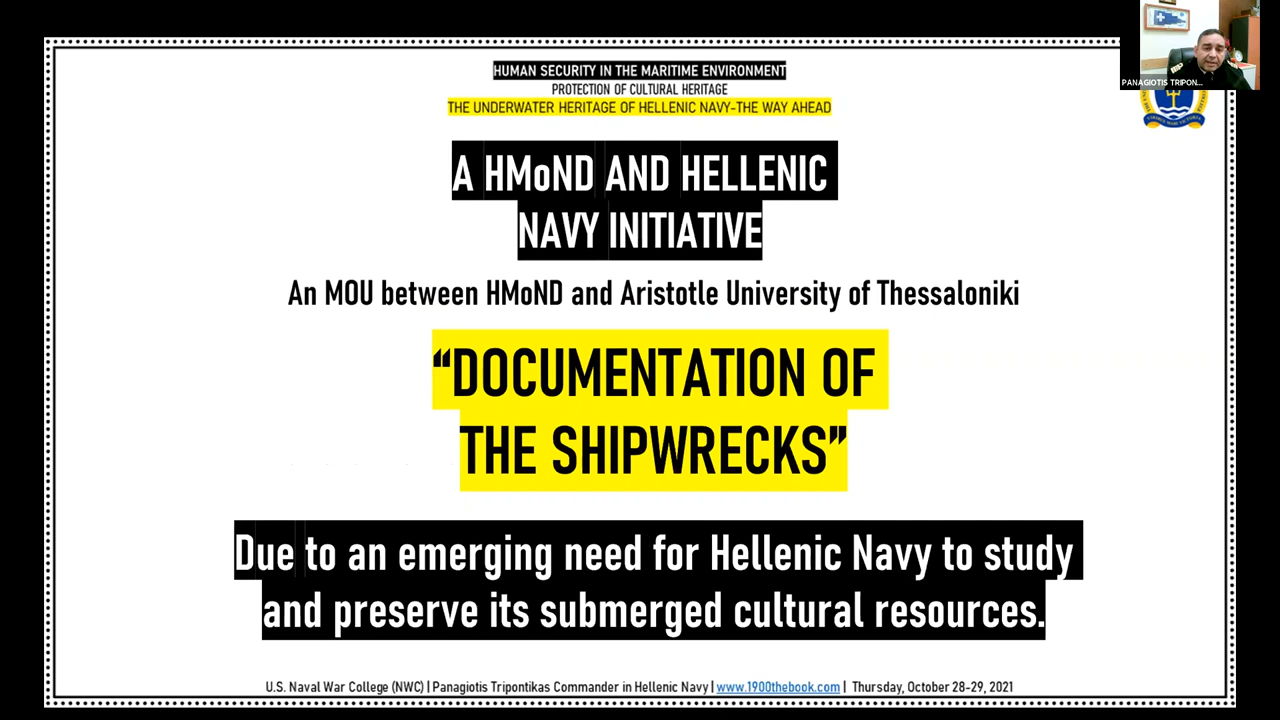 HUMAN SECURITY IN THE MARITIME ENVIRONMENT
PROTECTION OF CULTURAL HERITAGE
THE UNDERWATER HERITAGE OF HELLENIC NAVY-THE WAY AHEAD
PANAGIOTIS TRIPON...
A HMoND AND HELLENIC
NAVY INITIATIVE
An MOU between HMoND and Aristotle University of Thessaloniki
“DOCUMENTATION OF
THE SHIPWRECKS”
Due to an emerging need for Hellenic Navy to study
and preserve its submerged cultural resources.
U.S. Naval War College (NWC) | Panagiotis Tripontikas Commander in Hellenic Navy | www.1900thebook.com | Thursday, October 28-29, 2021